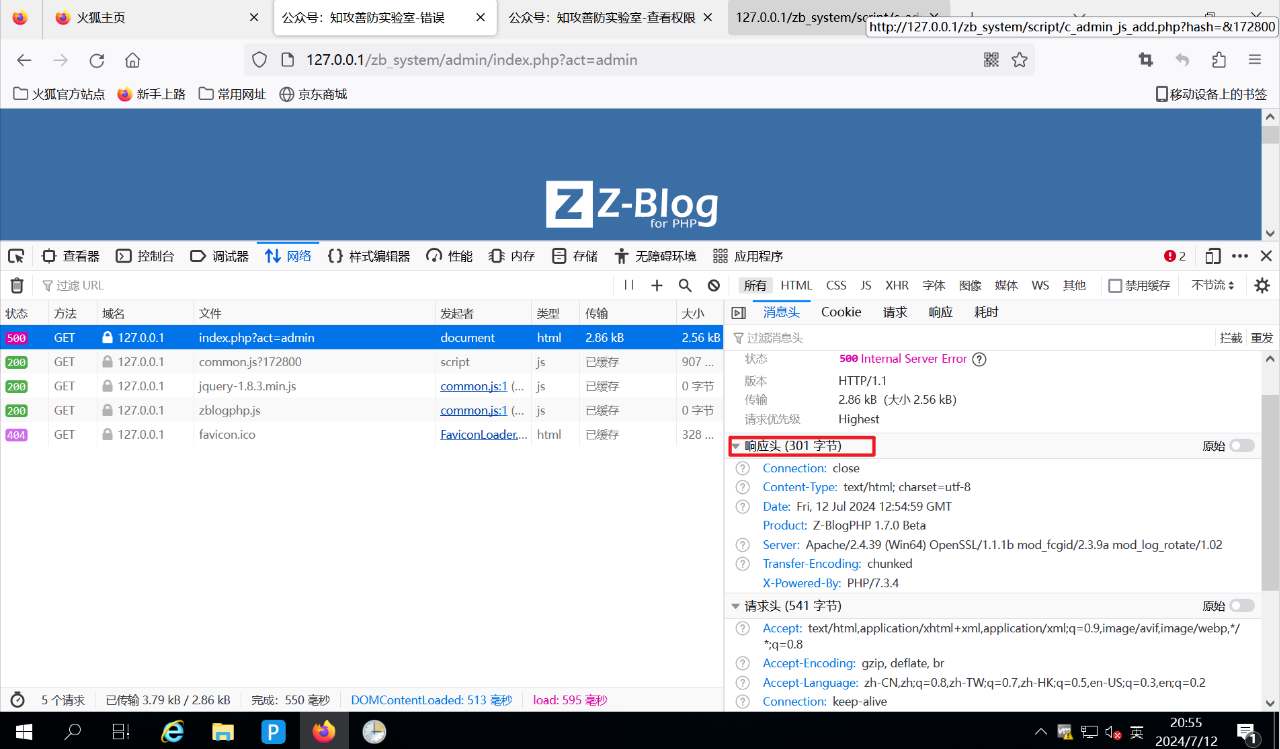 火狐主页
公众号：知攻善防实验室-错误
公众号：知攻善防实验室-查看权限
127.0.0.1/zb_system/script/c_ad
http://127.0.0.1/zb_system/script/c_admin_js_add.php?hash=&172800
127.0.0.1/zb_system/admin/index.php?act=admin
火狐官方站点 新手上路 常用网址 京东商城 移动设备上的书签
Z Z-Blog
for PHP
查看器 控制台 调试器 网络 样式编辑器 性能 内存 存储 无障碍环境 应用程序 2
过滤 URL 所有 HTML CSS JS XHR 字体 图像 媒体 WS 其他 禁用缓存 不节流
状态 方法 域名 文件 发起者 类型 传输 大小
500 GET 127.0.0.1 index.php?act=admin document html 2.86 kB 2.56 kB
200 GET 127.0.0.1 common.js?172800 script js 已缓存 907 ...
200 GET 127.0.0.1 jquery-1.8.3.min.js common.js:1 (... js 已缓存 0 字节
200 GET 127.0.0.1 zblogphp.js common.js:1 (... js 已缓存 0 字节
404 GET 127.0.0.1 favicon.ico FaviconLoader.... html 已缓存 328 ...
消息头 Cookie 请求 响应 耗时
过滤消息头 拦截 重发
状态 500 Internal Server Error ?
版本 HTTP/1.1
传输 2.86 kB (大小 2.56 kB)
请求优先级 Highest
响应头 (301 字节) 原始
? Connection: close
? Content-Type: text/html; charset=utf-8
? Date: Fri, 12 Jul 2024 12:54:59 GMT
Product: Z-BlogPHP 1.7.0 Beta
? Server: Apache/2.4.39 (Win64) OpenSSL/1.1.1b mod_fcgid/2.3.9a mod_log_rotate/1.02
? Transfer-Encoding: chunked
X-Powered-By: PHP/7.3.4
请求头 (541 字节) 原始
? Accept: text/html,application/xhtml+xml,application/xml;q=0.9,image/avif,image/webp,*/
*;q=0.8
? Accept-Encoding: gzip, deflate, br
? Accept-Language: zh-CN,zh;q=0.8,zh-TW;q=0.7,zh-HK;q=0.5,en-US;q=0.3,en;q=0.2
? Connection: keep-alive
5 个请求 已传输 3.79 kB / 2.86 kB 完成：550 毫秒 DOMContentLoaded: 513 毫秒 load: 595 毫秒
P 英 20:55
2024/7/12 1